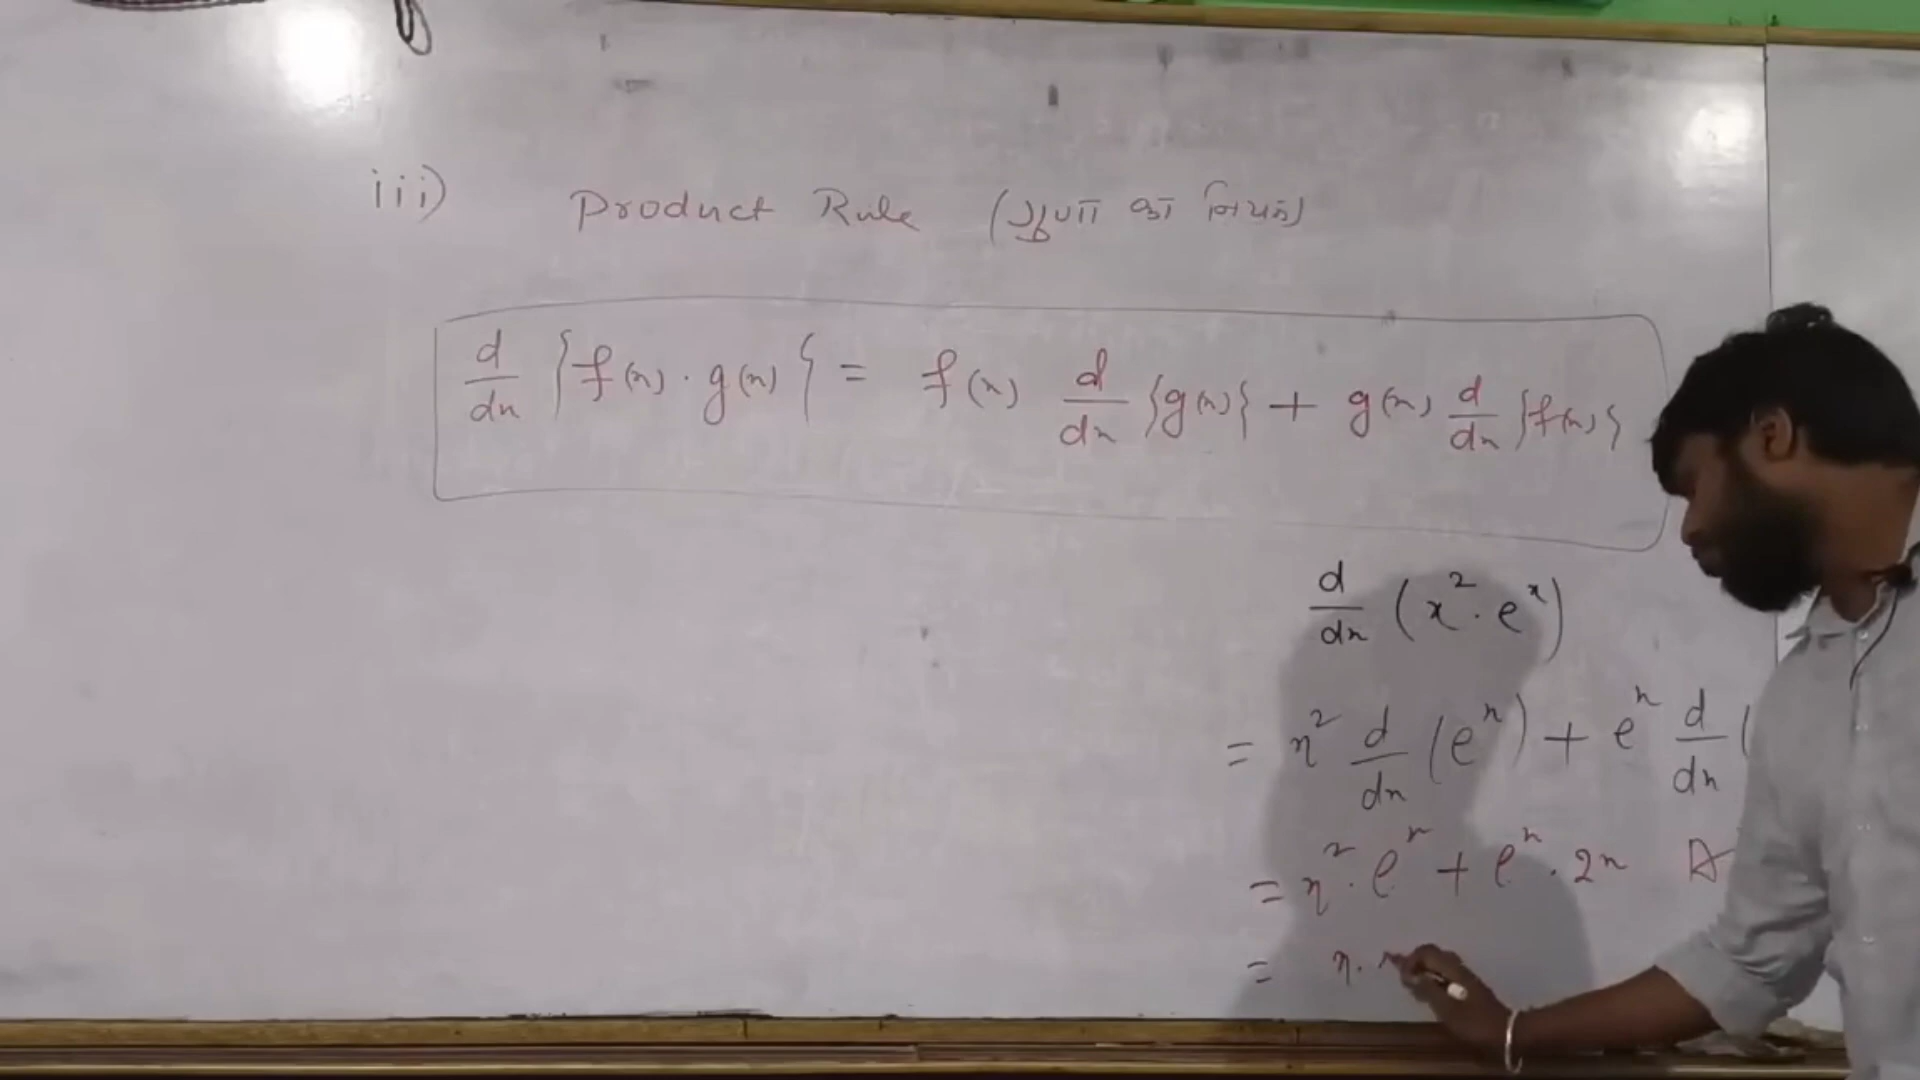 iii) Product Rule (गुणा का नियम)
d/dx {f(x) · g(x)} = f(x) d/dx {g(x)} + g(x) d/dx {f(x)}
d/dx (x² · eˣ)
= x² d/dx (eˣ) + eˣ d/dx (
= x² · eˣ + eˣ · 2x A
= x · x